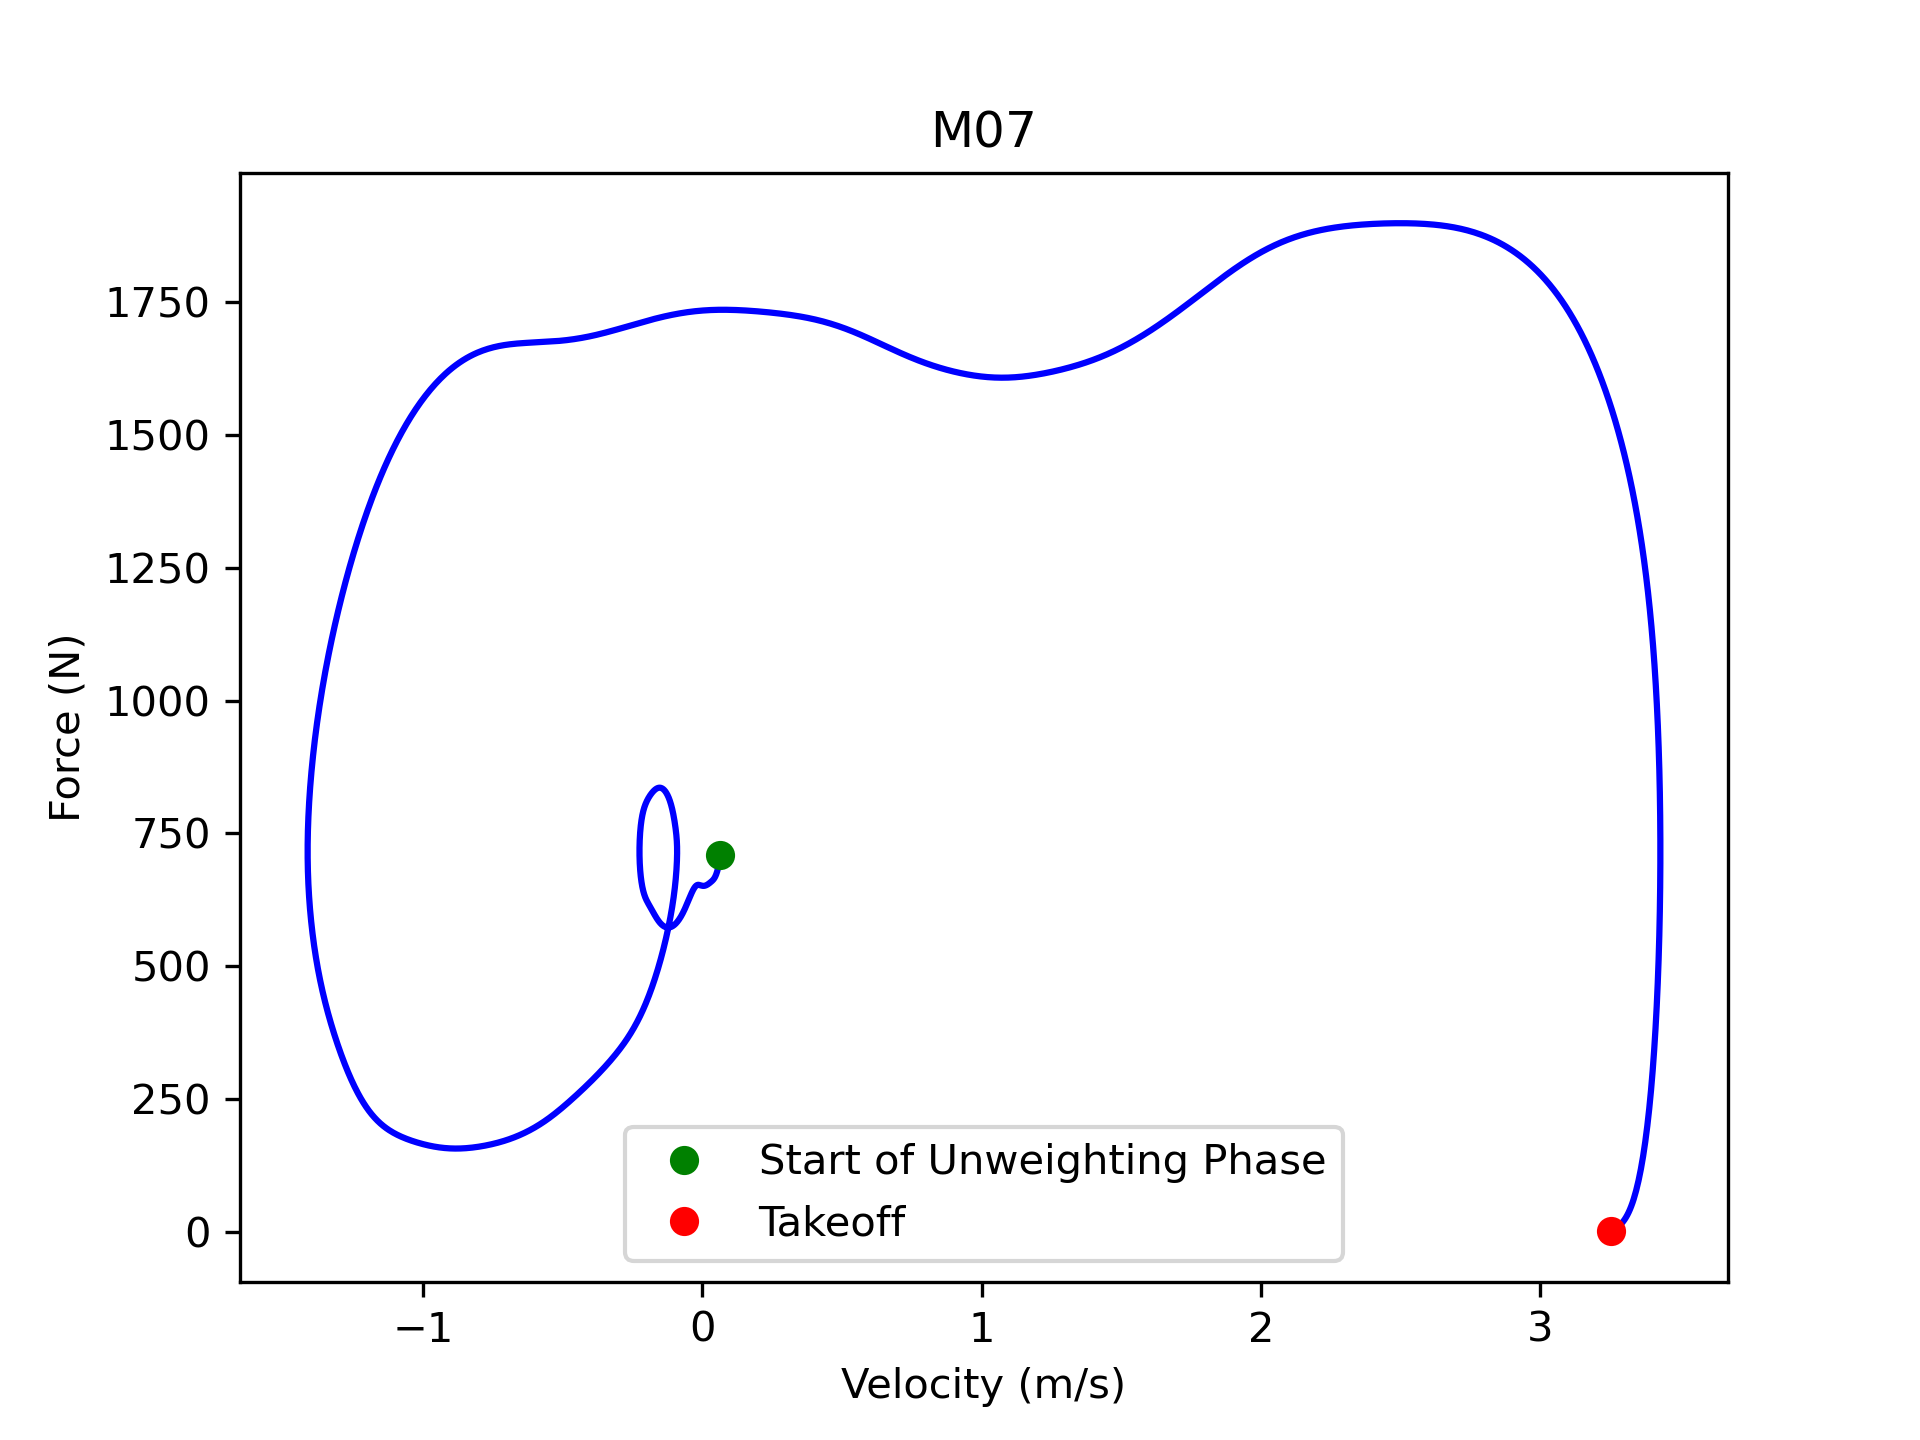 M07
1750
1500
1250
1000
750
500
250
0
Force (N)
Start of Unweighting Phase
Takeoff
−1 0 1 2 3
Velocity (m/s)